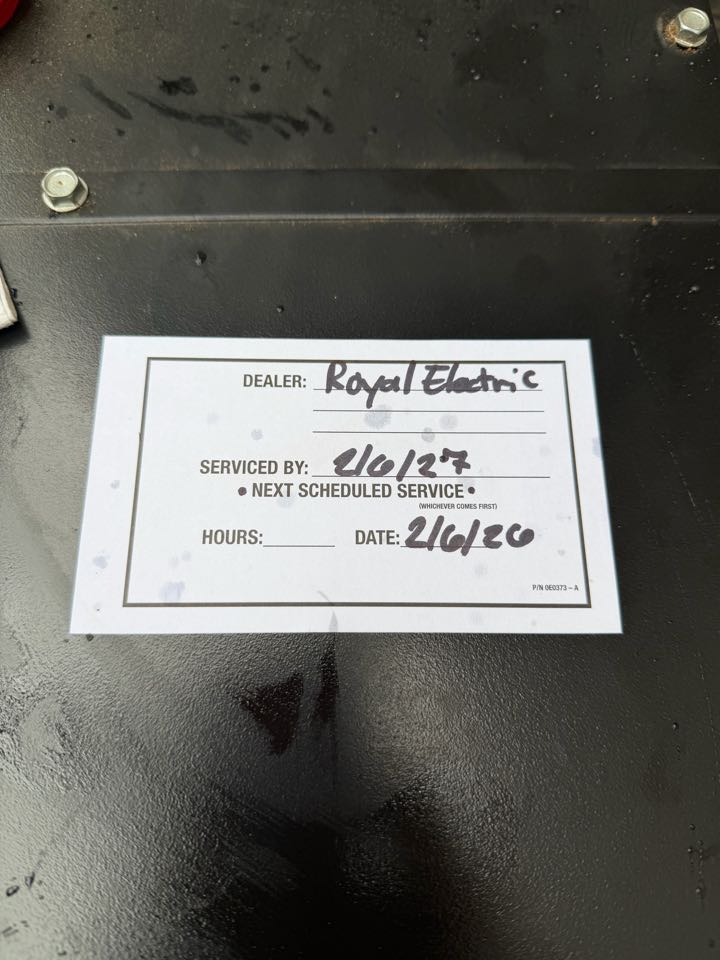 DEALER: Royal Electric
SERVICED BY: 2/6/27
• NEXT SCHEDULED SERVICE •
(WHICHEVER COMES FIRST)
HOURS: DATE: 2/6/26
P/N 0E0373 – A